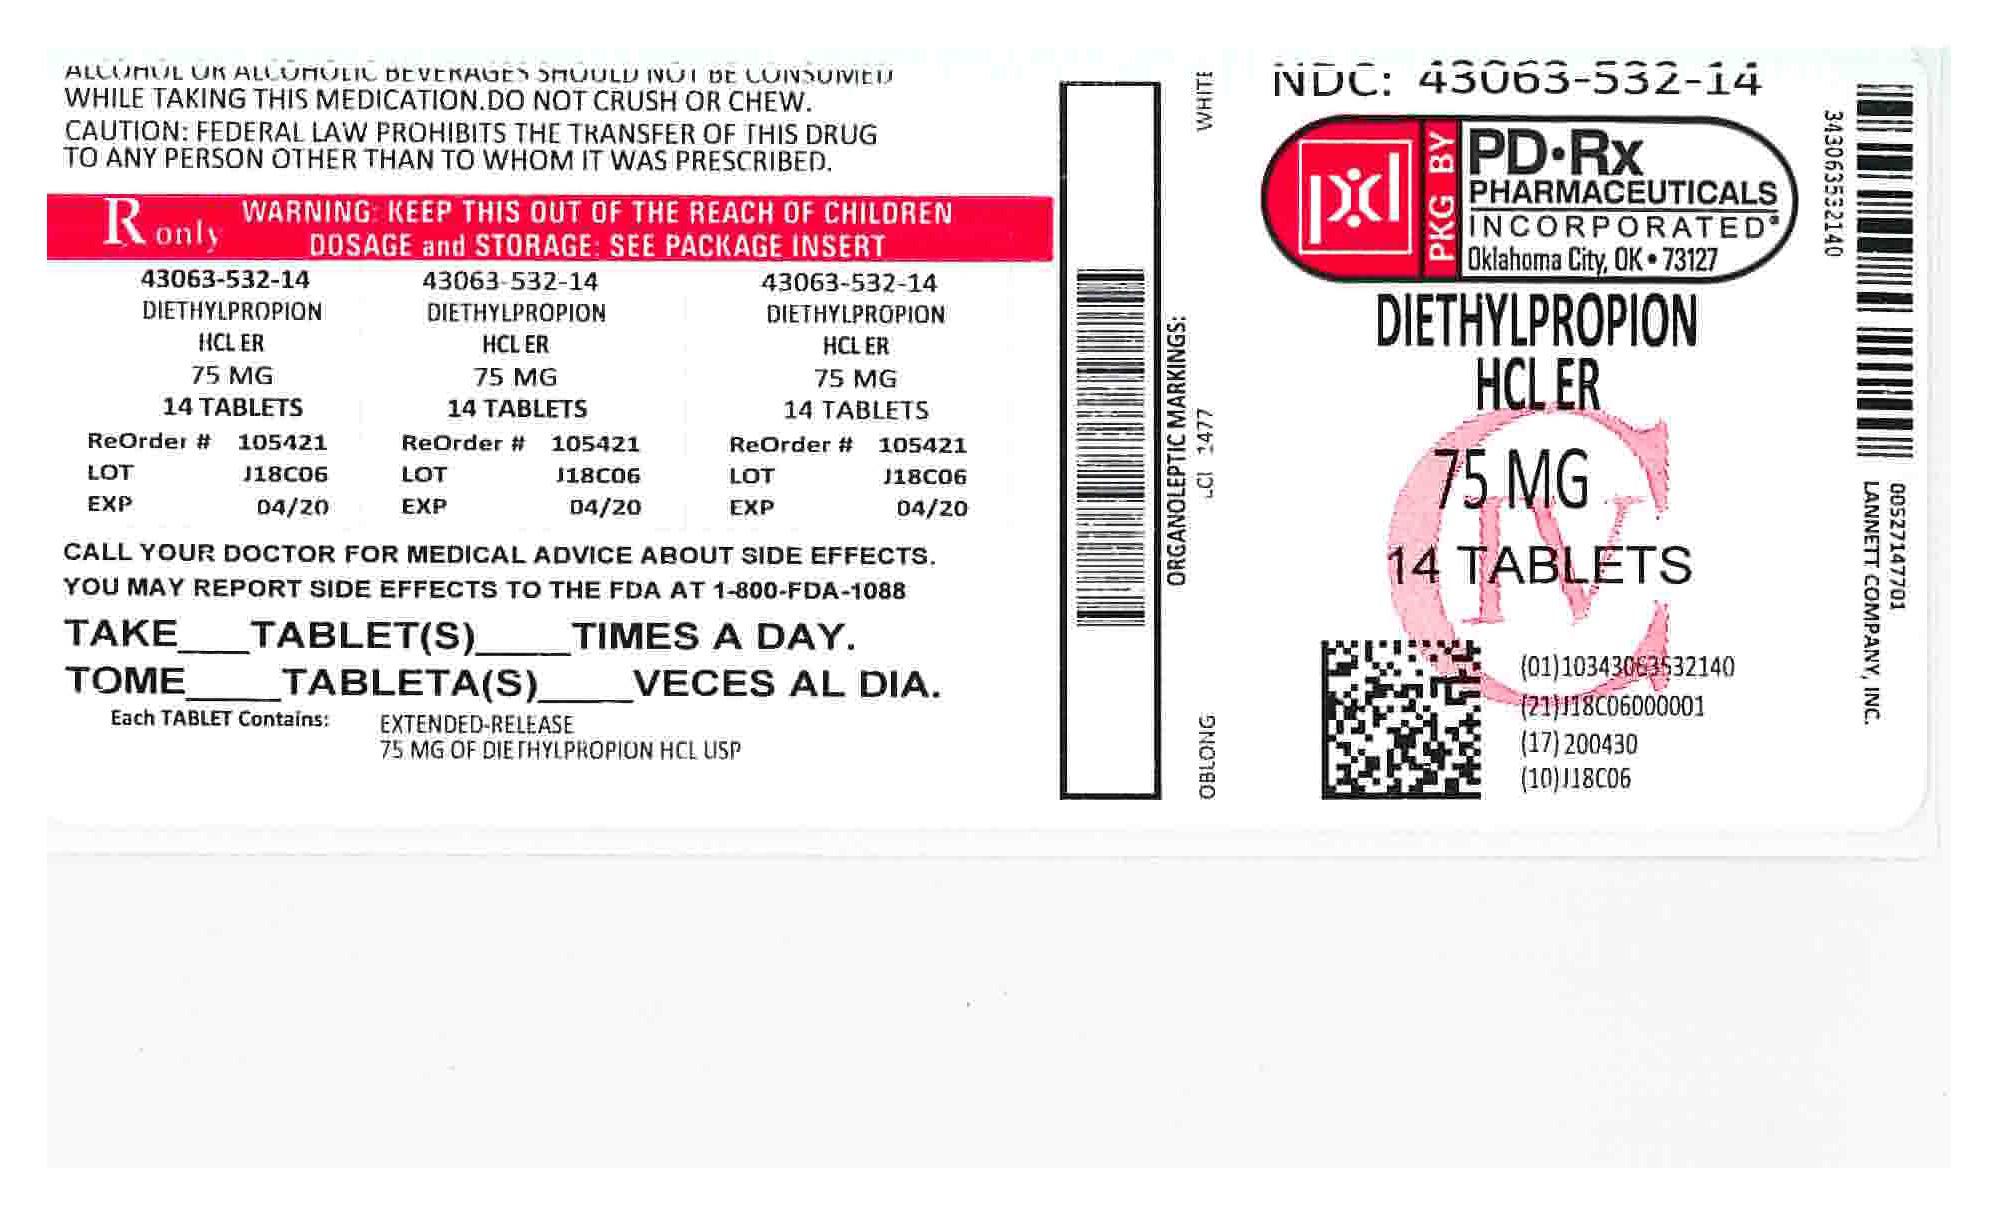 ALCOHOL OR ALCOHOLIC BEVERAGES SHOULD NOT BE CONSUMED
WHILE TAKING THIS MEDICATION.DO NOT CRUSH OR CHEW.
CAUTION: FEDERAL LAW PROHIBITS THE TRANSFER OF THIS DRUG
TO ANY PERSON OTHER THAN TO WHOM IT WAS PRESCRIBED.
R only
WARNING: KEEP THIS OUT OF THE REACH OF CHILDREN
DOSAGE and STORAGE: SEE PACKAGE INSERT
43063-532-14 43063-532-14 43063-532-14
DIETHYLPROPION DIETHYLPROPION DIETHYLPROPION
HCL ER HCL ER HCL ER
75 MG 75 MG 75 MG
14 TABLETS 14 TABLETS 14 TABLETS
ReOrder # 105421 ReOrder # 105421 ReOrder # 105421
LOT J18C06 LOT J18C06 LOT J18C06
EXP 04/20 EXP 04/20 EXP 04/20
CALL YOUR DOCTOR FOR MEDICAL ADVICE ABOUT SIDE EFFECTS.
YOU MAY REPORT SIDE EFFECTS TO THE FDA AT 1-800-FDA-1088
TAKE___TABLET(S)____TIMES A DAY.
TOME____TABLETA(S)____VECES AL DIA.
Each TABLET Contains: EXTENDED-RELEASE
75 MG OF DIETHYLPROPION HCL USP
ORGANOLEPTIC MARKINGS:
OBLONG LCI 1477 WHITE
NDC: 43063-532-14
pd
PKG BY
PD•Rx
PHARMACEUTICALS
INCORPORATED®
Oklahoma City, OK • 73127
DIETHYLPROPION
HCL ER
75 MG
14 TABLETS
CIV
(01)10343063532140
(21)J18C06000001
(17)200430
(10)J18C06
343063532140
00527147701
LANNETT COMPANY, INC.